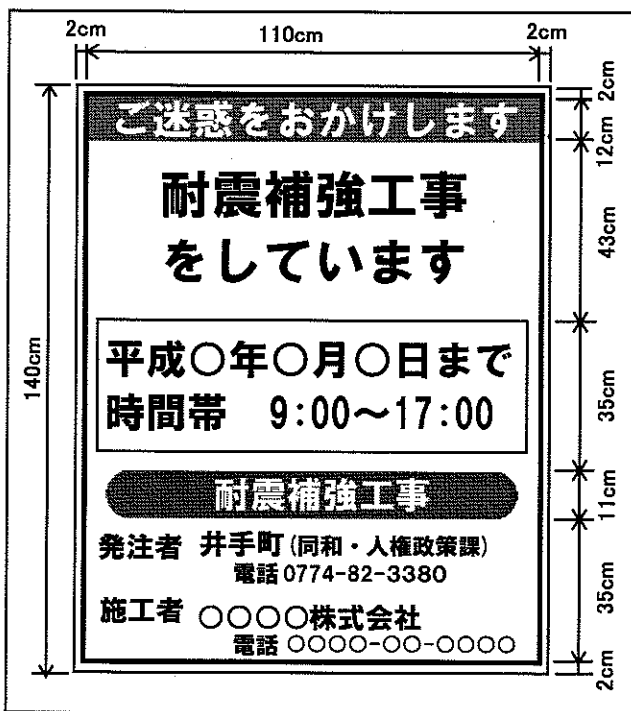 2cm 110cm 2cm
2cm
ご迷惑をおかけします
12cm
耐震補強工事
をしています
43cm
140cm
平成○年○月○日まで
時間帯 9:00～17:00
35cm
耐震補強工事
11cm
発注者 井手町(同和・人権政策課)
電話0774-82-3380
35cm
施工者 ○○○○株式会社
電話○○○○-○○-○○○○
2cm